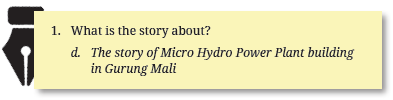 1. What is the story about?
d. The story of Micro Hydro Power Plant building
in Gurung Mali